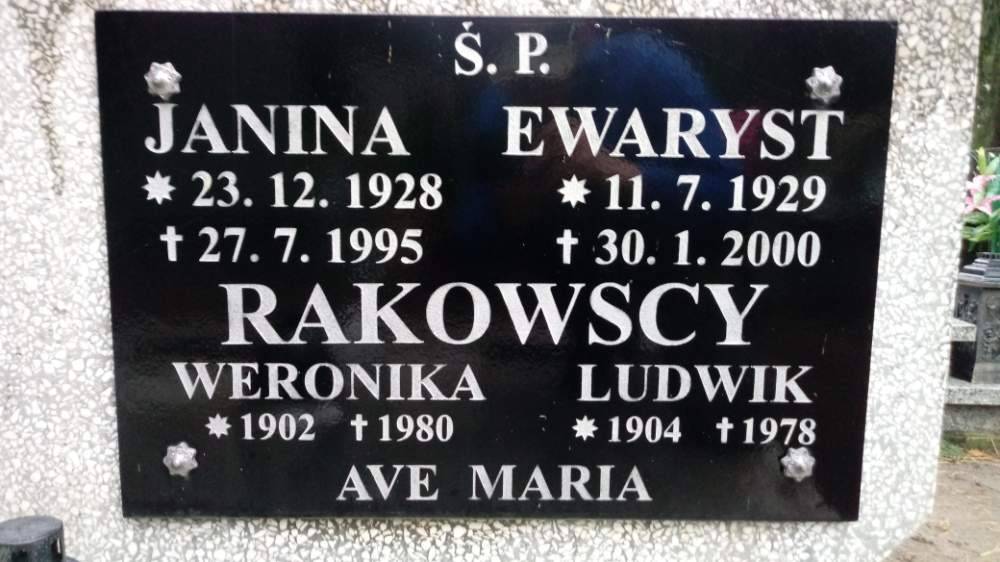 Ś. P.
JANINA EWARYST
* 23. 12. 1928 * 11. 7. 1929
† 27. 7. 1995 † 30. 1. 2000
RAKOWSCY
WERONIKA LUDWIK
* 1902 † 1980 * 1904 † 1978
AVE MARIA